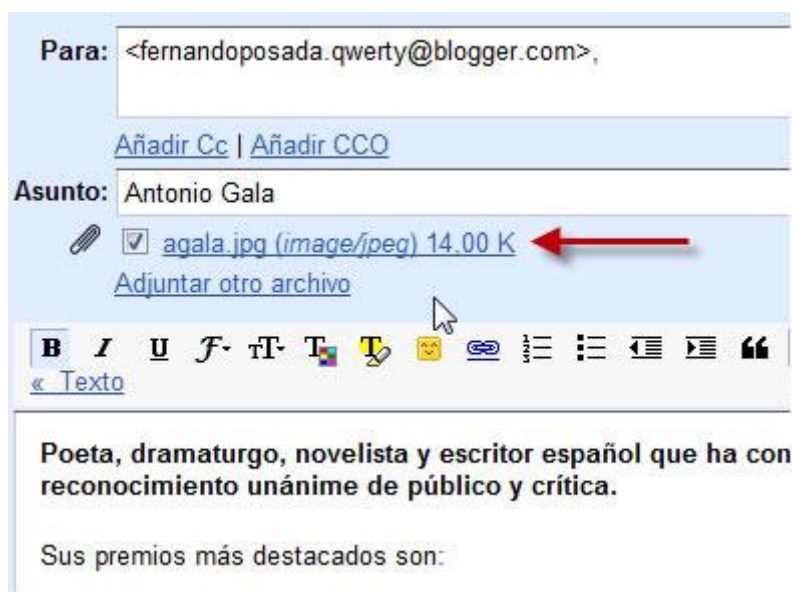 Para: <fernandoposada.qwerty@blogger.com>,
Añadir Cc | Añadir CCO
Asunto: Antonio Gala
agala.jpg (image/jpeg) 14,00 K
Adjuntar otro archivo
B I U F T T T
« Texto
Poeta, dramaturgo, novelista y escritor español que ha con
reconocimiento unánime de público y crítica.
Sus premios más destacados son: